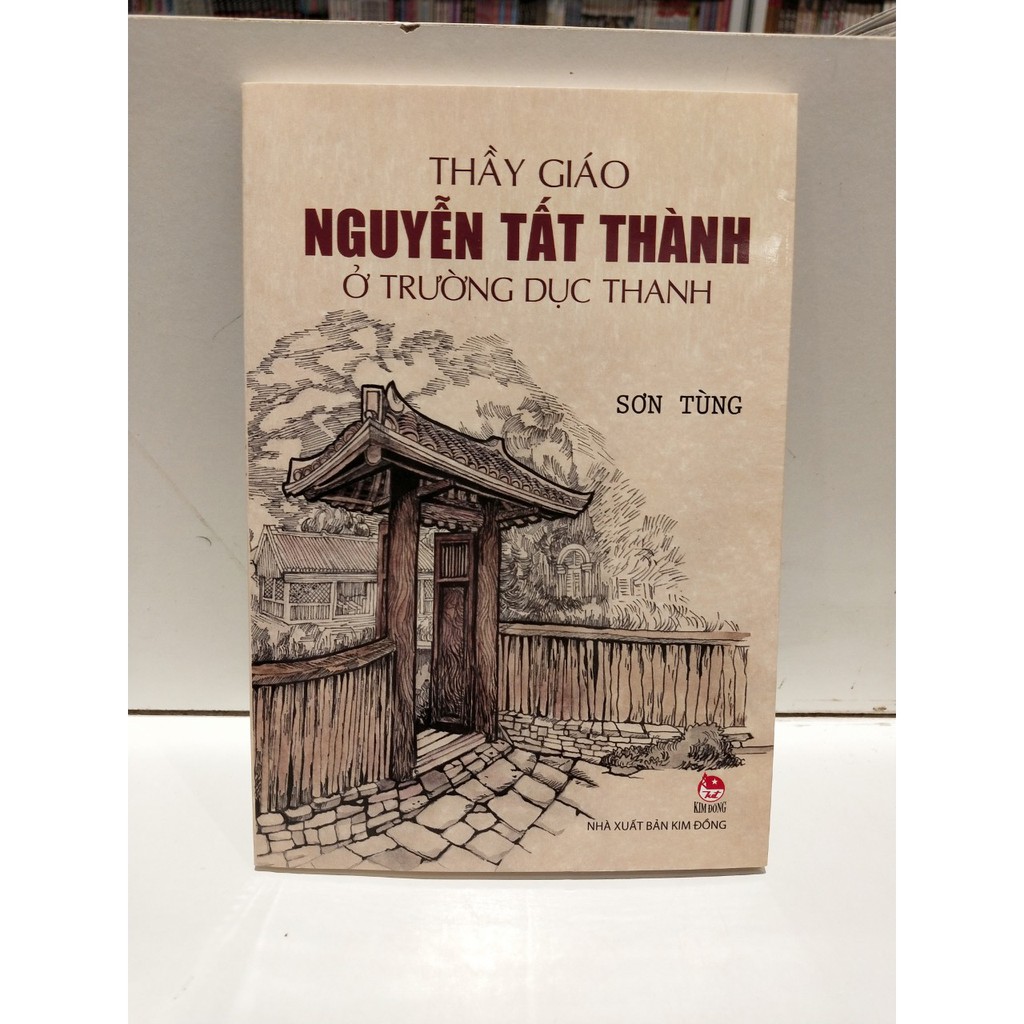 THẦY GIÁO
NGUYỄN TẤT THÀNH
Ở TRƯỜNG DỤC THANH
SƠN TÙNG
KIM ĐỒNG
NHÀ XUẤT BẢN KIM ĐỒNG